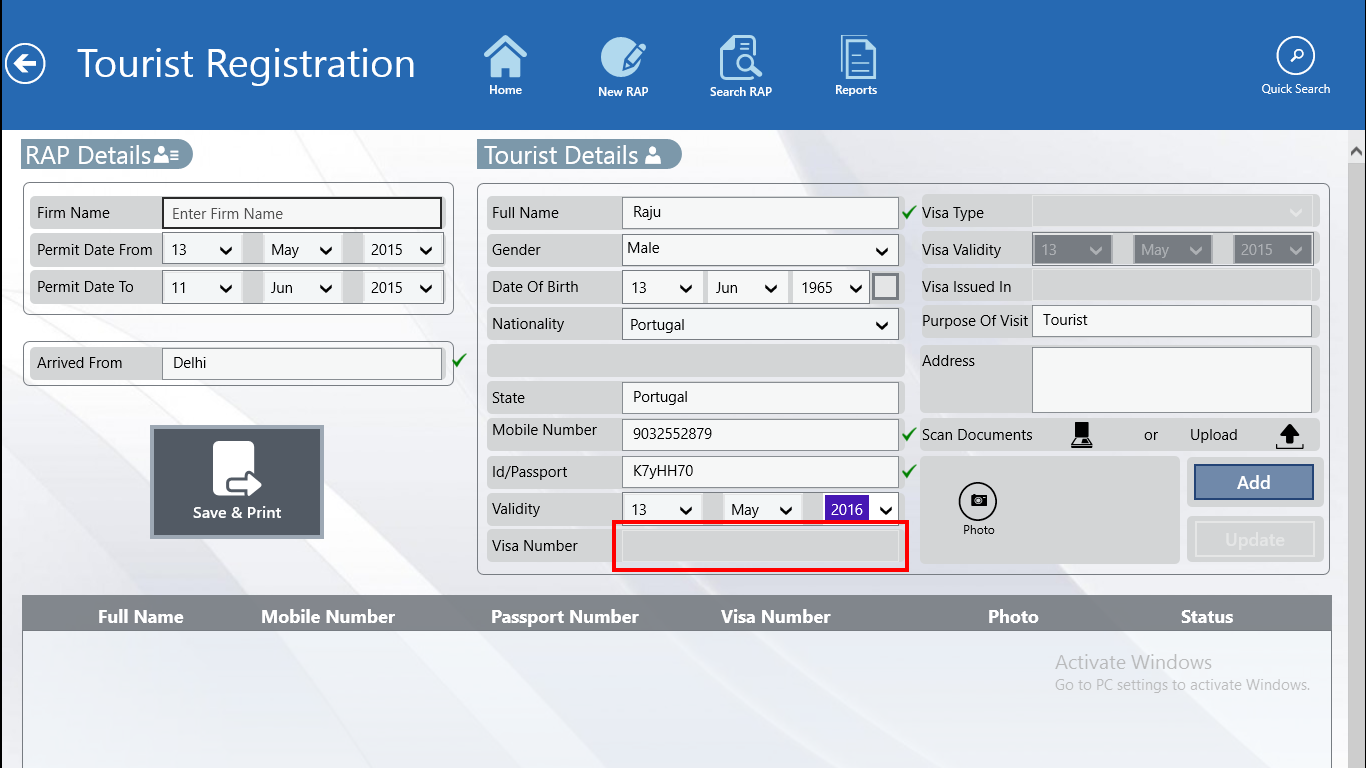 Tourist Registration
Home
New RAP
Search RAP
Reports
Quick Search
RAP Details
Firm Name Enter Firm Name
Permit Date From 13 May 2015
Permit Date To 11 Jun 2015
Arrived From Delhi
Save & Print
Tourist Details
Full Name Raju
Gender Male
Date Of Birth 13 Jun 1965
Nationality Portugal
State Portugal
Mobile Number 9032552879
Id/Passport K7yHH70
Validity 13 May 2016
Visa Number
Visa Type
Visa Validity 13 May 2015
Visa Issued In
Purpose Of Visit Tourist
Address
Scan Documents or Upload
Photo
Add
Update
Full Name Mobile Number Passport Number Visa Number Photo Status
Activate Windows
Go to PC settings to activate Windows.